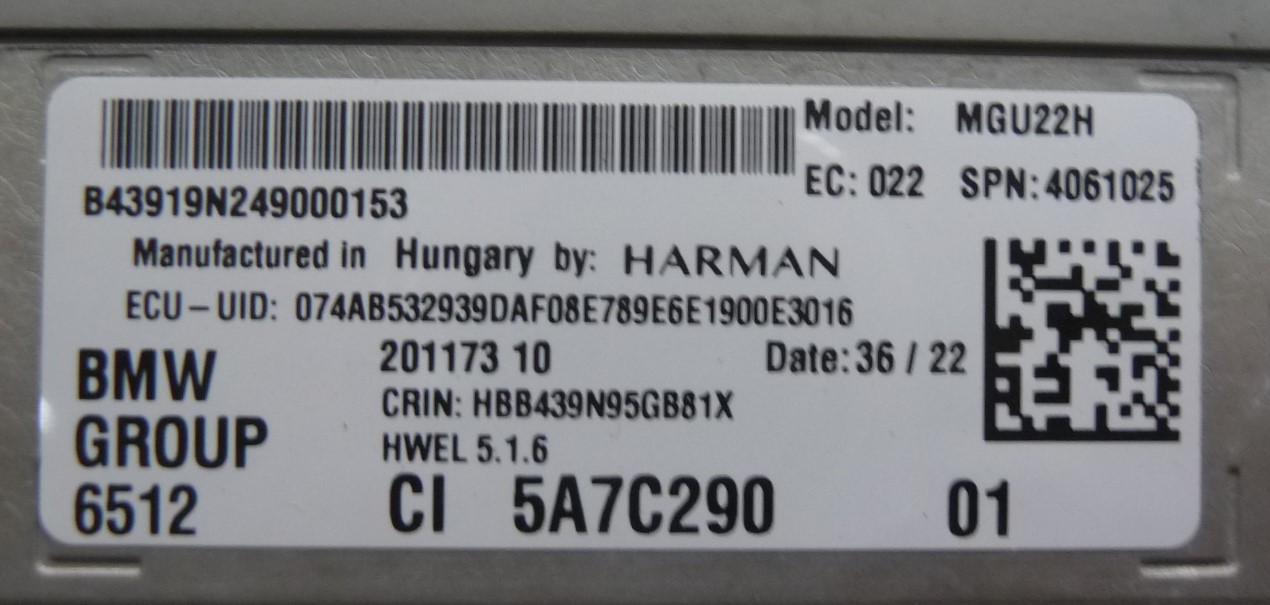 Model: MGU22H
B43919N249000153 EC: 022 SPN: 4061025
Manufactured in Hungary by: HARMAN
ECU-UID: 074AB532939DAF08E789E6E1900E3016
BMW 201173 10 Date: 36 / 22
CRIN: HBB439N95GB81X
GROUP HWEL 5.1.6
6512 CI 5A7C290 01